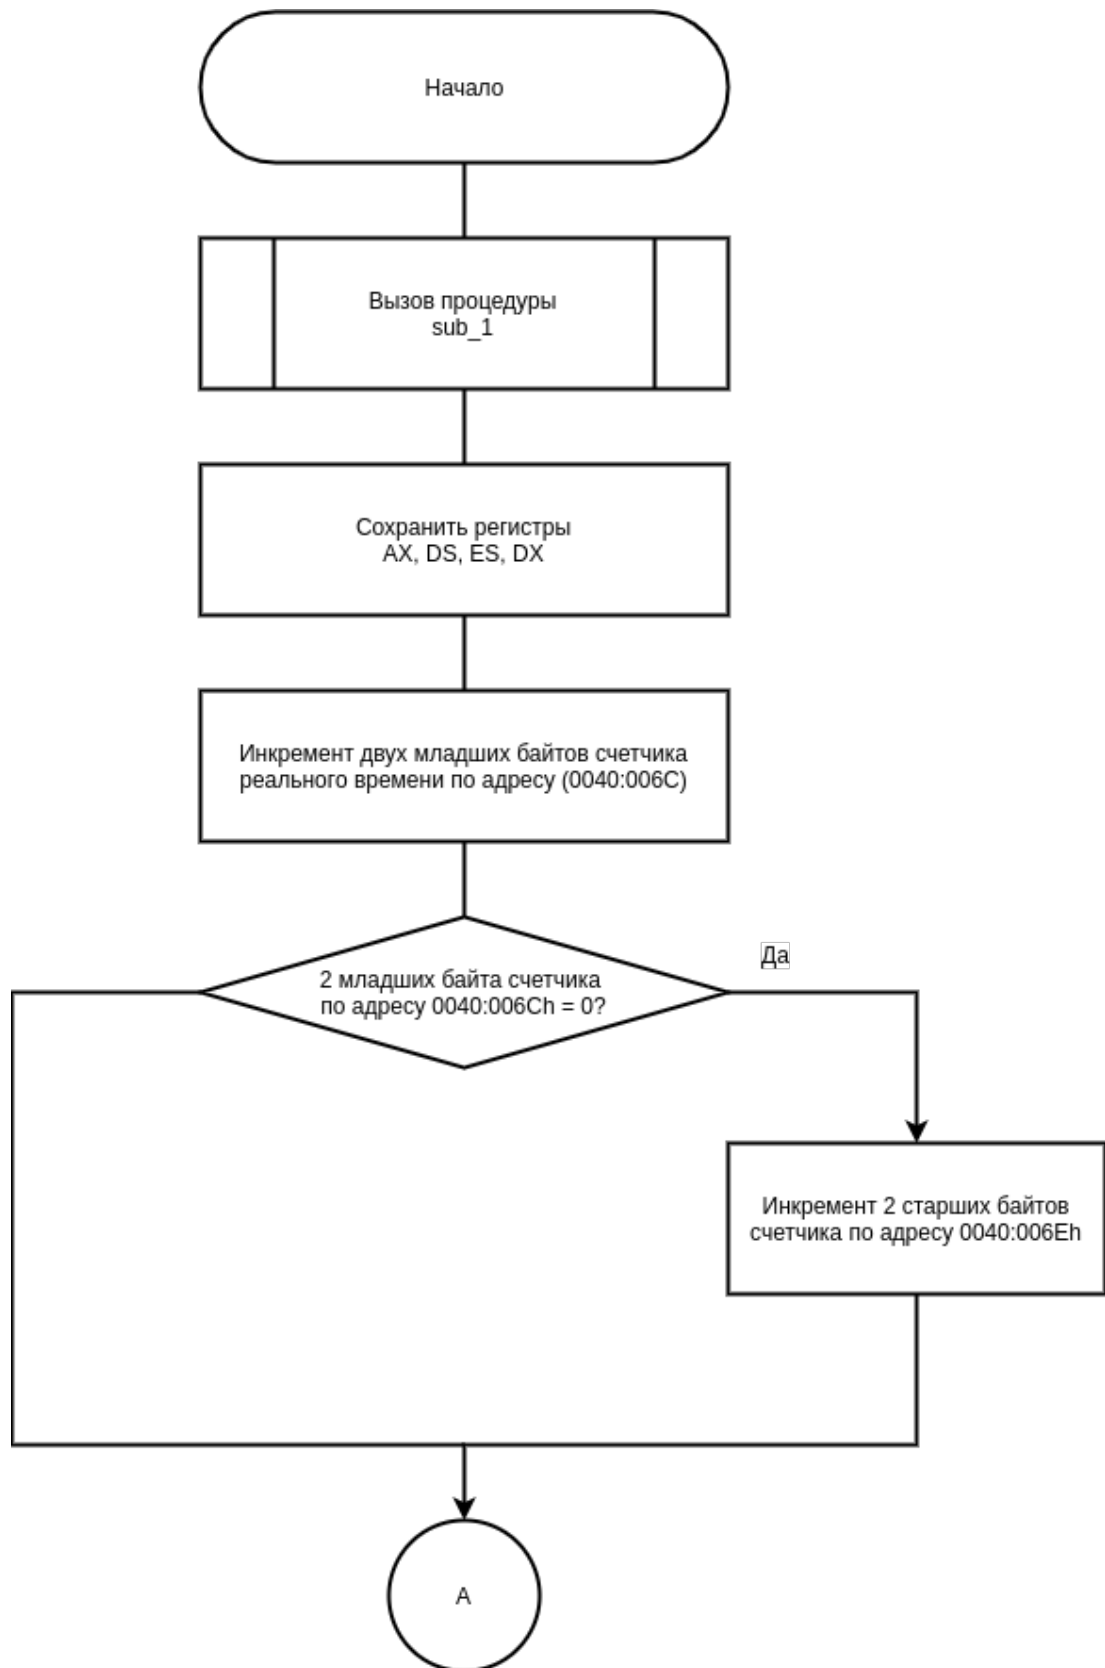 Начало
Вызов процедуры
sub_1
Сохранить регистры
AX, DS, ES, DX
Инкремент двух младших байтов счетчика
реального времени по адресу (0040:006C)
Да
2 младших байта счетчика
по адресу 0040:006Ch = 0?
Инкремент 2 старших байтов
счетчика по адресу 0040:006Eh
A